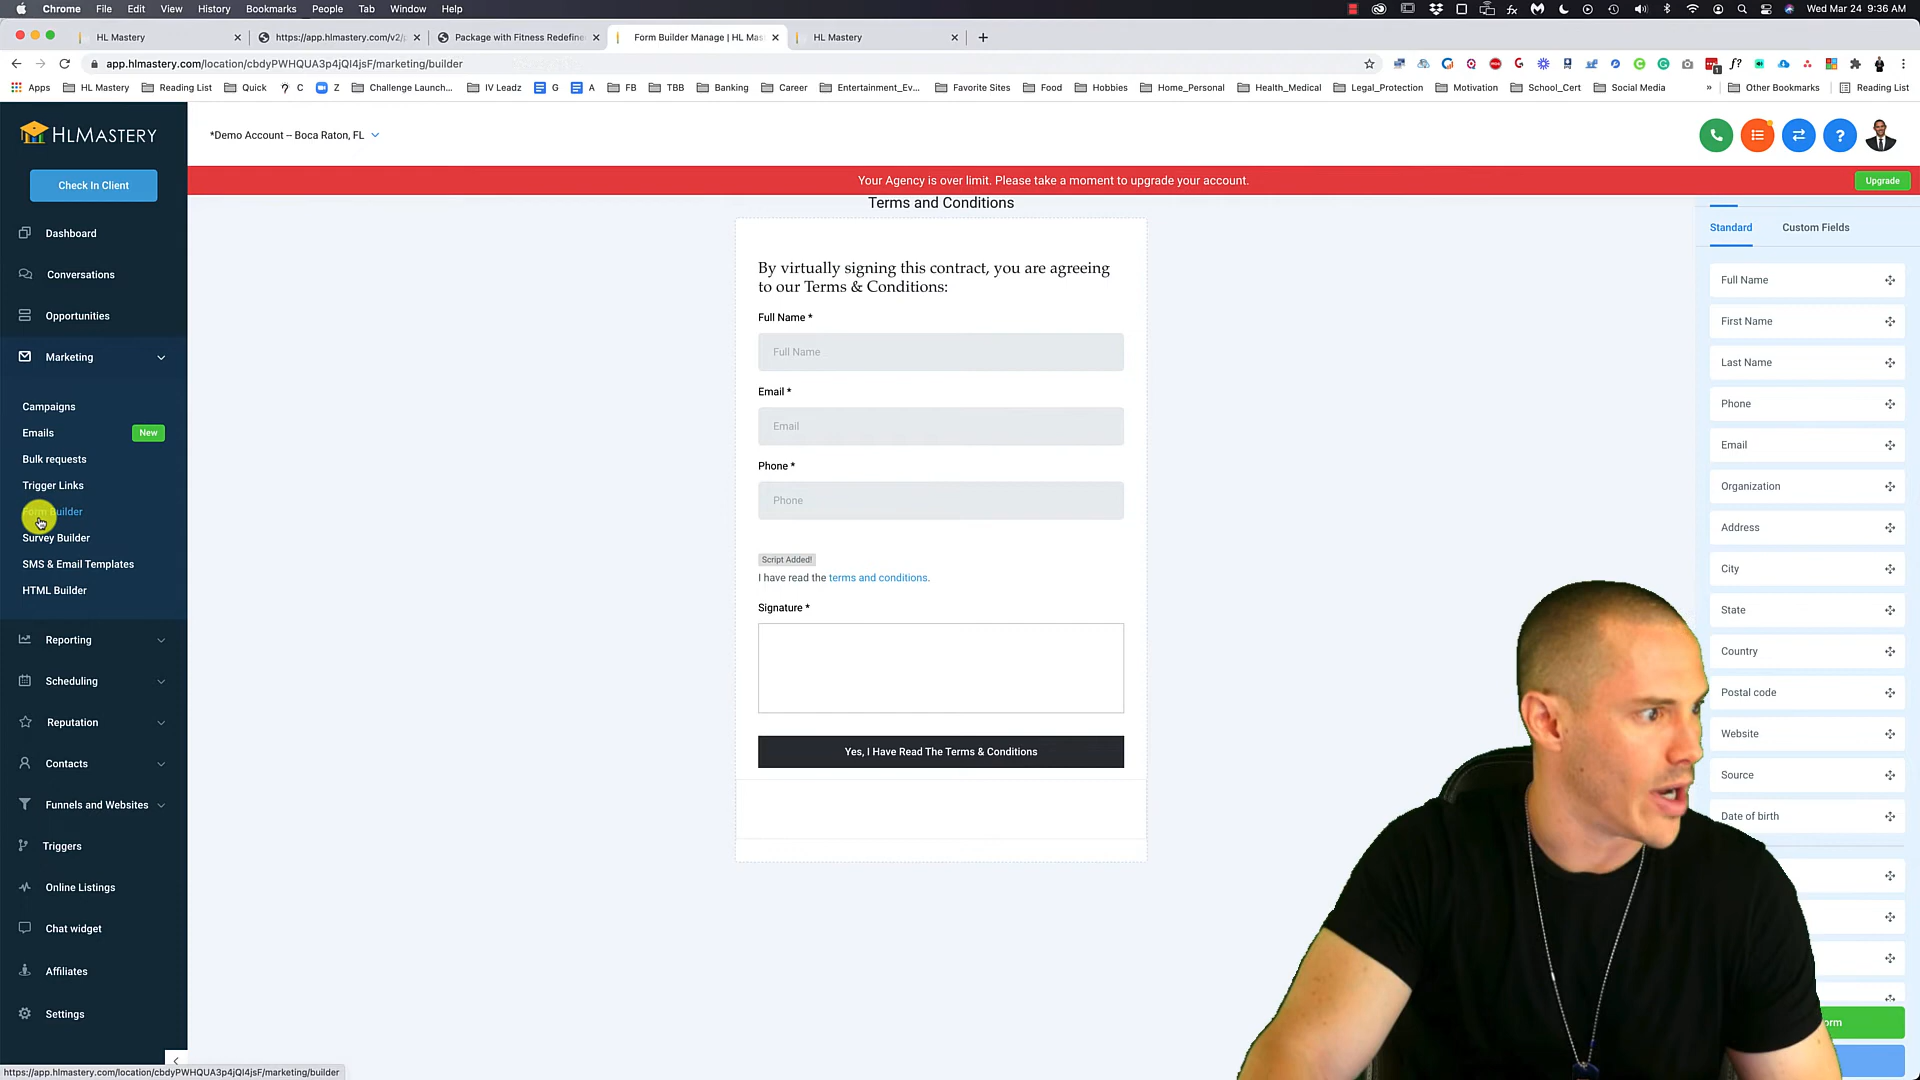 Chrome File Edit View History Bookmarks People Tab Window Help
Wed Mar 24 9:36 AM
HL Mastery
https://app.hlmastery.com/v2/
Package with Fitness Redefine
Form Builder Manage | HL Mas
HL Mastery
app.hlmastery.com/location/cbdyPWHQUA3p4jQI4jsF/marketing/builder
Apps HL Mastery Reading List Quick C Z Challenge Launch... IV Leadz G A FB TBB Banking Career Entertainment_Ev... Favorite Sites Food Hobbies Home_Personal Health_Medical Legal_Protection Motivation School_Cert Social Media » Other Bookmarks Reading List
HLMASTERY
*Demo Account -- Boca Raton, FL
Check In Client
Your Agency is over limit. Please take a moment to upgrade your account.
Upgrade
Dashboard
Conversations
Opportunities
Marketing
Campaigns
Emails
New
Bulk requests
Trigger Links
Form Builder
Survey Builder
SMS & Email Templates
HTML Builder
Reporting
Scheduling
Reputation
Contacts
Funnels and Websites
Triggers
Online Listings
Chat widget
Affiliates
Settings
Terms and Conditions
By virtually signing this contract, you are agreeing
to our Terms & Conditions:
Full Name *
Full Name
Email *
Email
Phone *
Phone
Script Added!
I have read the terms and conditions.
Signature *
Yes, I Have Read The Terms & Conditions
Standard
Custom Fields
Full Name
First Name
Last Name
Phone
Email
Organization
Address
City
State
Country
Postal code
Website
Source
Date of birth
orm
https://app.hlmastery.com/location/cbdyPWHQUA3p4jQI4jsF/marketing/builder